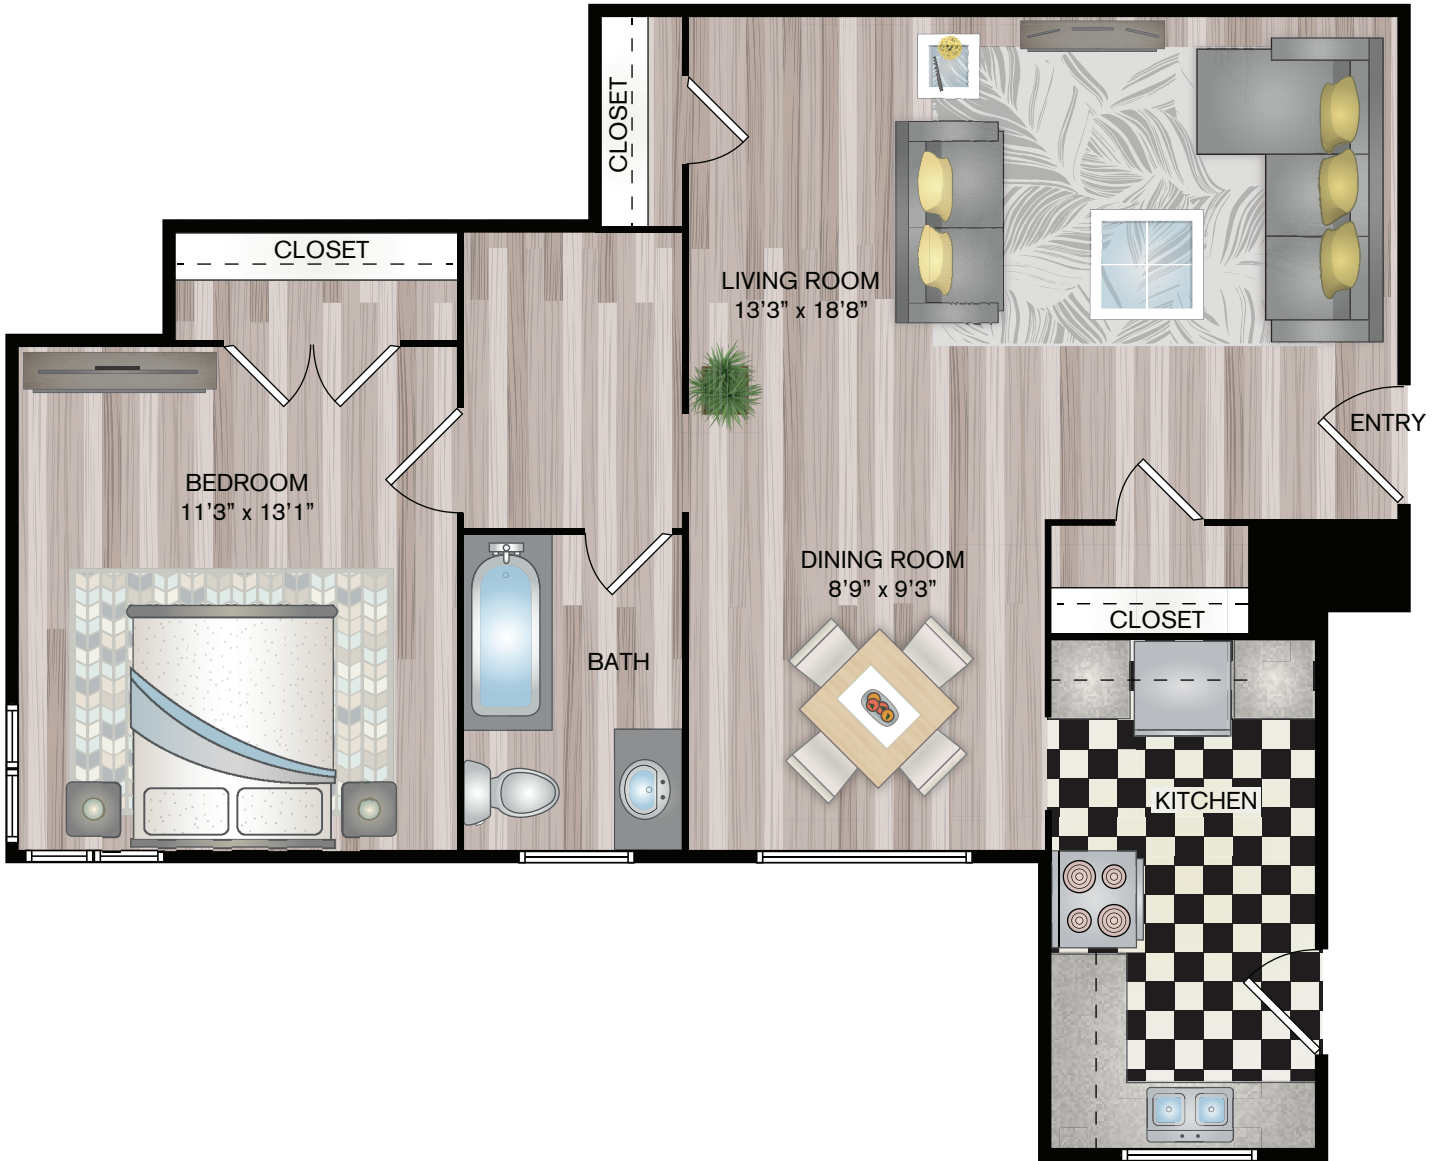 CLOSET
CLOSET
LIVING ROOM
13'3" x 18'8"
ENTRY
BEDROOM
11'3" x 13'1"
DINING ROOM
8'9" x 9'3"
CLOSET
BATH
KITCHEN